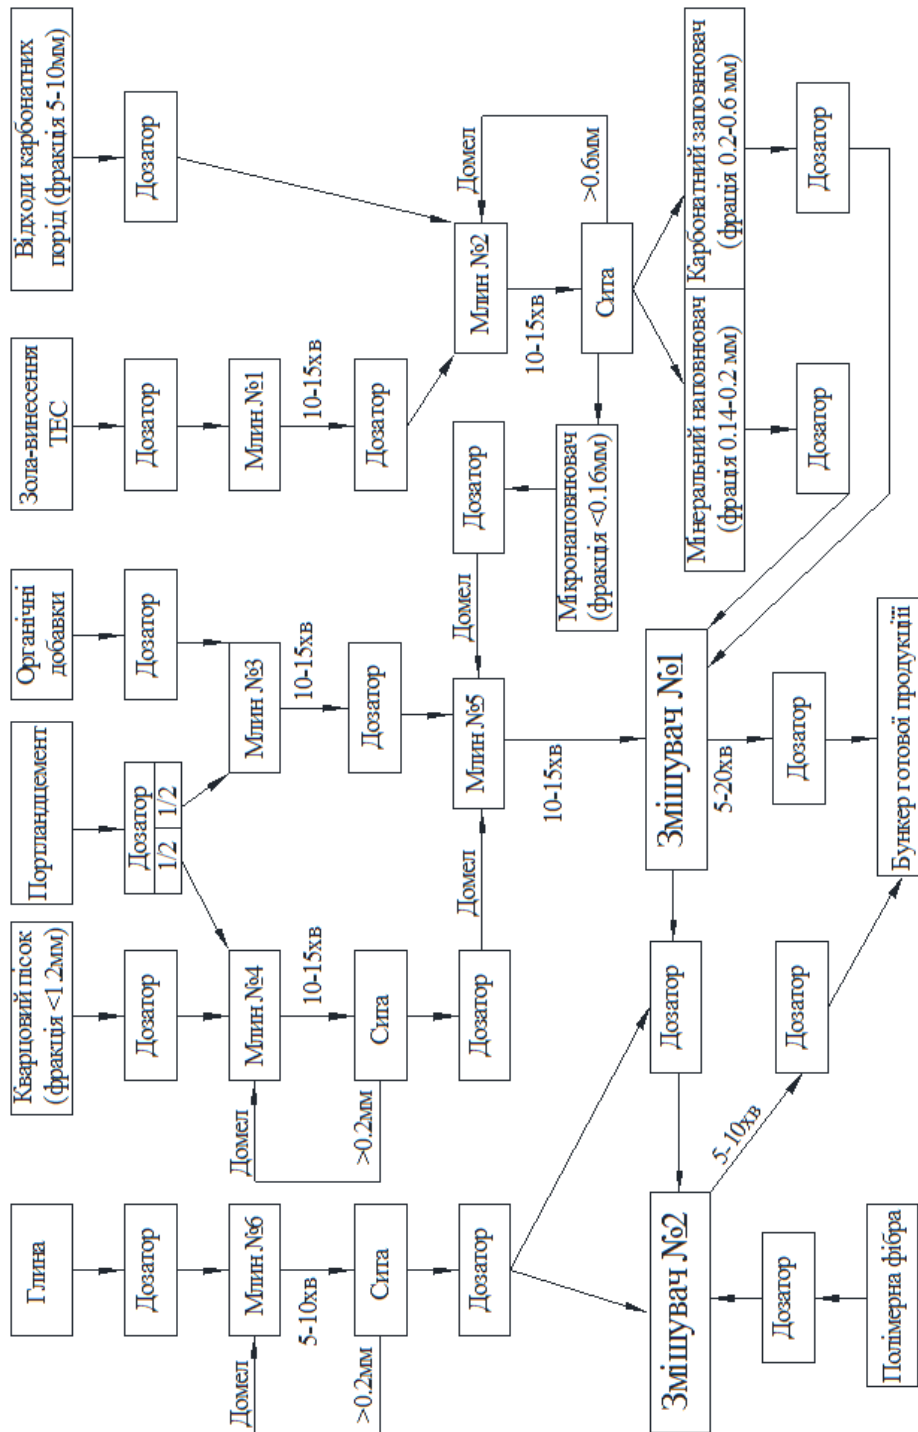 Глина
Кварцовий пісок
(фракція <1.2мм)
Портландцемент
Органічні
добавки
Зола-винесення
ТЕС
Відходи карбонатних
порід (фракція 5-10мм)
Дозатор
Дозатор
Дозатор
1/2
1/2
Дозатор
Дозатор
Дозатор
Домел
Млин №6
Домел
Млин №4
Млин №3
Млин №1
5-10хв
10-15хв
10-15хв
10-15хв
>0.2мм
Сита
>0.2мм
Сита
Дозатор
Дозатор
Дозатор
Дозатор
Домел
Млин №5
Домел
Дозатор
Млин №2
Домел
10-15хв
10-15хв
Мікронаповнювач
(фракція <0.16мм)
Сита
>0.6мм
Змішувач №2
Дозатор
Змішувач №1
Мінеральний наповнювач
(фрація 0.14-0.2 мм)
Карбонатний заповнювач
(фрація 0.2-0.6 мм)
5-10хв
5-20хв
Дозатор
Дозатор
Дозатор
Дозатор
Дозатор
Полімерна фібра
Бункер готової продукції